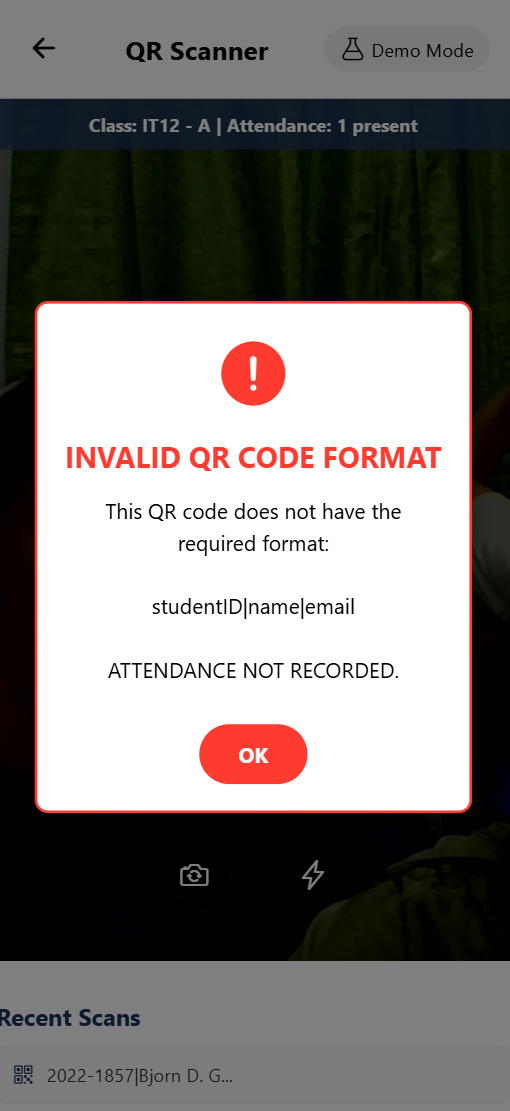 QR Scanner
Demo Mode
Class: IT12 - A | Attendance: 1 present
INVALID QR CODE FORMAT
This QR code does not have the
required format:
studentID|name|email
ATTENDANCE NOT RECORDED.
OK
Recent Scans
2022-1857|Bjorn D. G...